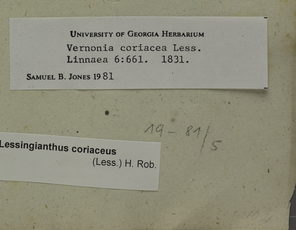 UNIVERSITY OF GEORGIA HERBARIUM
Vernonia coriacea Less.
Linnaea 6:661. 1831.
SAMUEL B. JONES 1981
19-81/5
Lessingianthus coriaceus
(Less.) H. Rob.